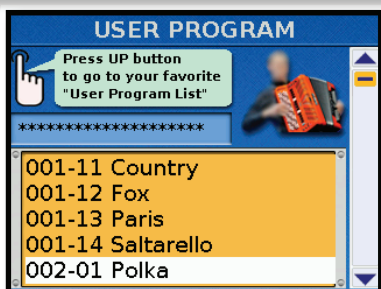 USER PROGRAM
Press UP button
to go to your favorite
"User Program List"
********************
001-11 Country
001-12 Fox
001-13 Paris
001-14 Saltarello
002-01 Polka